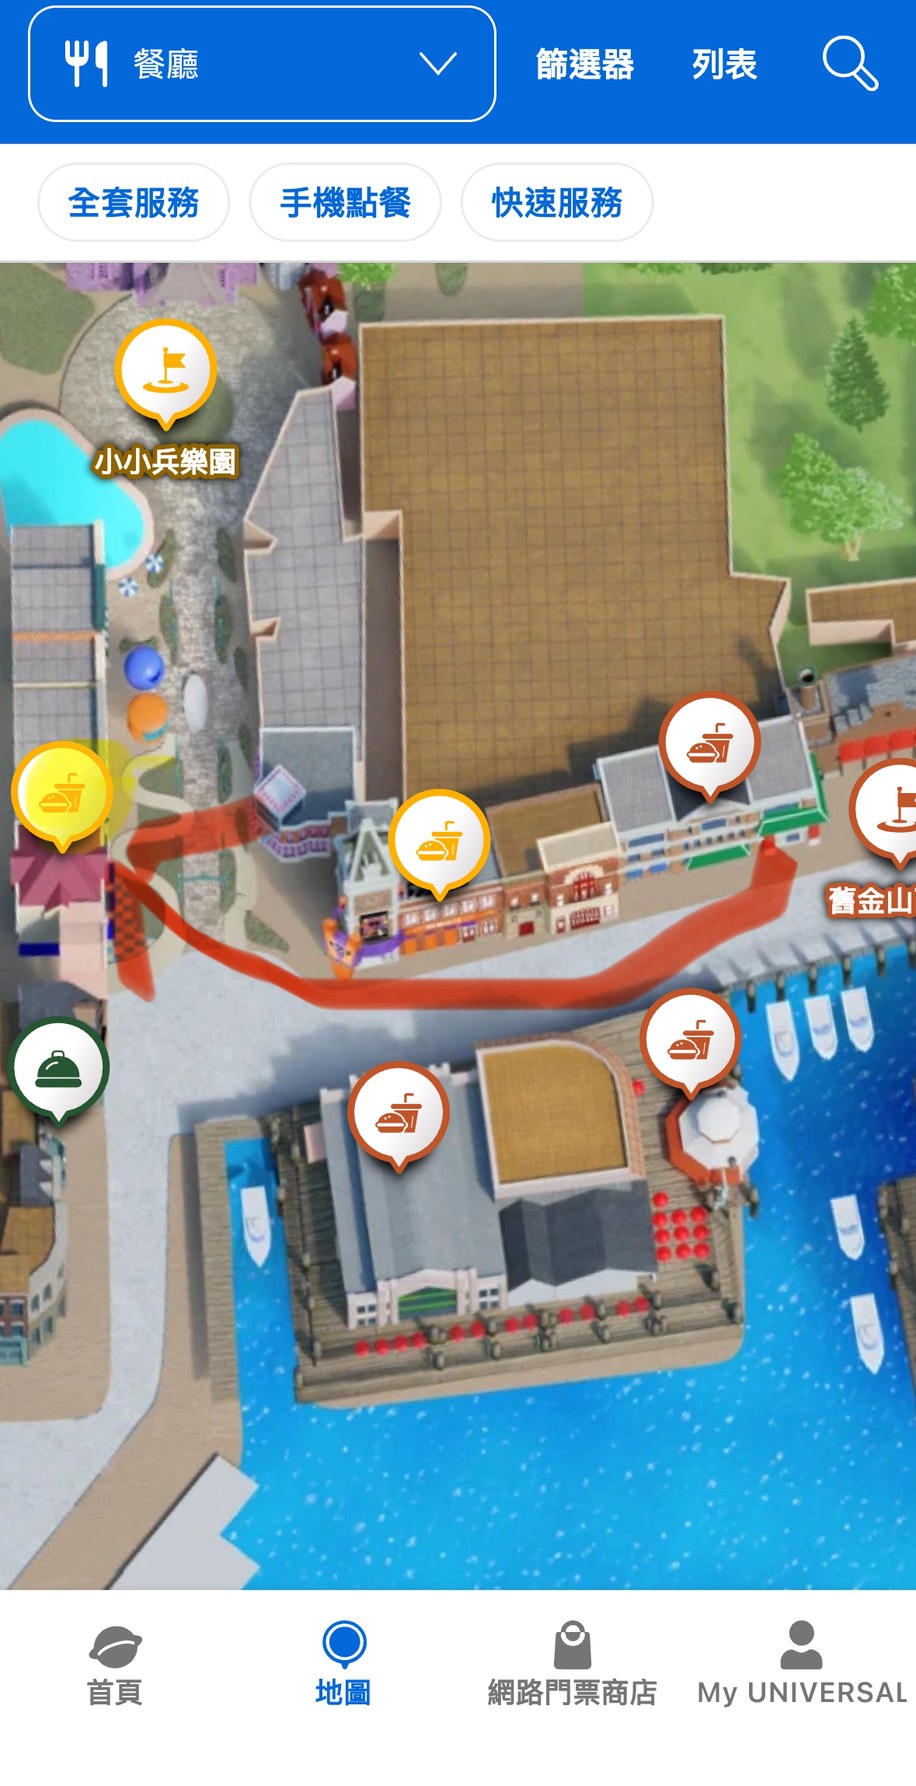 餐廳
篩選器
列表
全套服務
手機點餐
快速服務
小小兵樂園
舊金山
首頁
地圖
網路門票商店
My UNIVERSAL